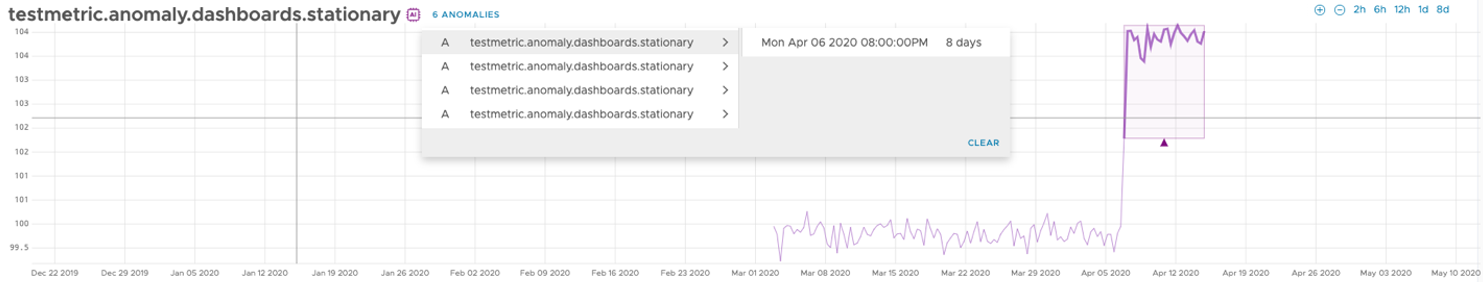 testmetric.anomaly.dashboards.stationary AI 6 ANOMALIES
2h 6h 12h 1d 8d
A testmetric.anomaly.dashboards.stationary Mon Apr 06 2020 08:00:00PM 8 days
A testmetric.anomaly.dashboards.stationary
A testmetric.anomaly.dashboards.stationary
A testmetric.anomaly.dashboards.stationary
CLEAR
104
104
103
103
102
102
101
100
99.5
Dec 22 2019 Dec 29 2019 Jan 05 2020 Jan 12 2020 Jan 19 2020 Jan 26 2020 Feb 02 2020 Feb 09 2020 Feb 16 2020 Feb 23 2020 Mar 01 2020 Mar 08 2020 Mar 15 2020 Mar 22 2020 Mar 29 2020 Apr 05 2020 Apr 12 2020 Apr 19 2020 Apr 26 2020 May 03 2020 May 10 2020